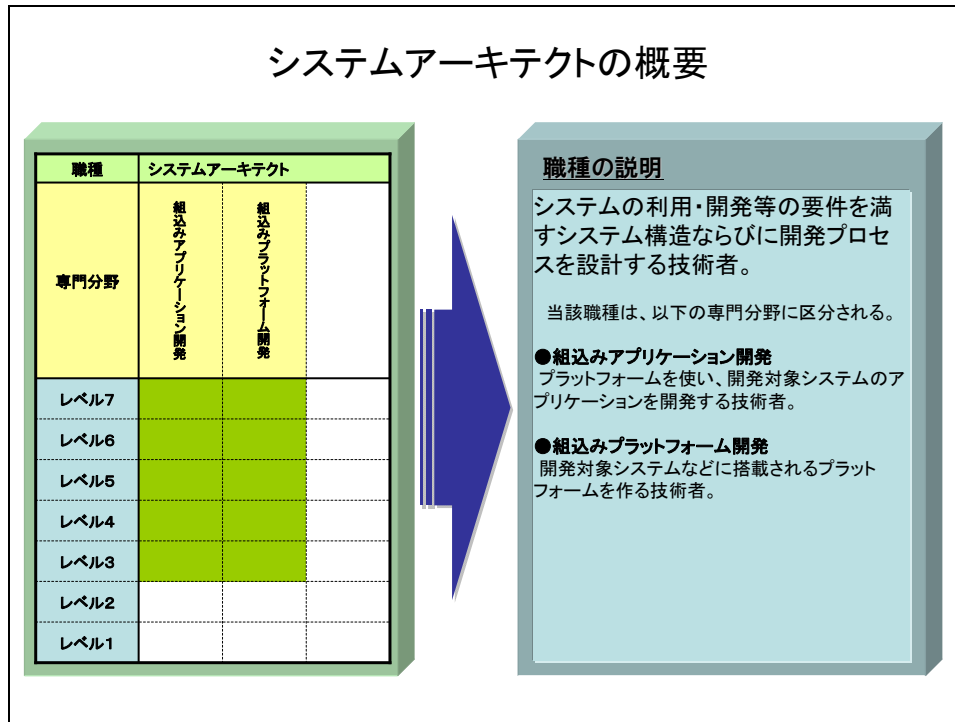 システムアーキテクトの概要
職種
システムアーキテクト
専門分野
組込みアプリケーション開発
組込みプラットフォーム開発
レベル7
レベル6
レベル5
レベル4
レベル3
レベル2
レベル1
職種の説明
システムの利用・開発等の要件を満
すシステム構造ならびに開発プロセ
スを設計する技術者。
当該職種は、以下の専門分野に区分される。
●組込みアプリケーション開発
プラットフォームを使い、開発対象システムのア
プリケーションを開発する技術者。
●組込みプラットフォーム開発
開発対象システムなどに搭載されるプラット
フォームを作る技術者。